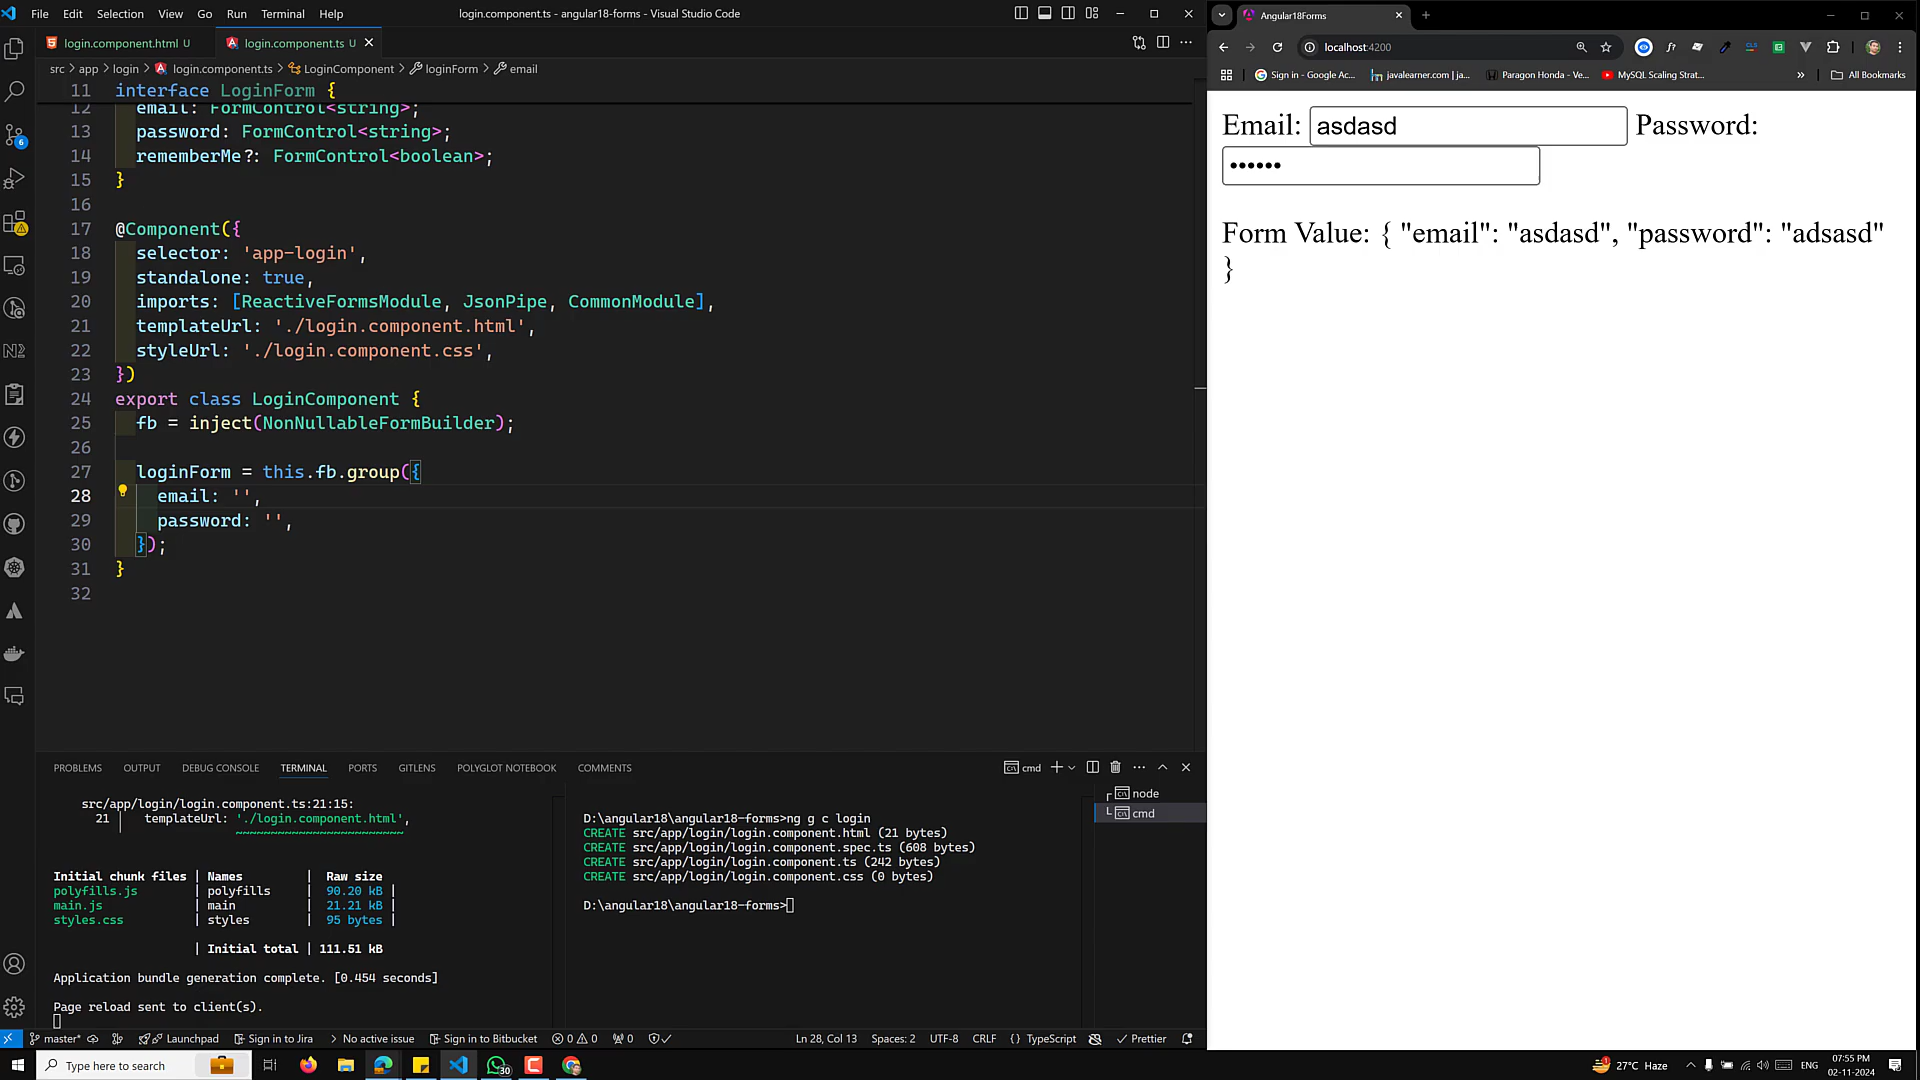 File Edit Selection View Go Run Terminal Help
login.component.ts - angular18-forms - Visual Studio Code
login.component.html U
login.component.ts U
src > app > login > login.component.ts > LoginComponent > loginForm > email
11 interface LoginForm {
12 email: FormControl<string>;
13 password: FormControl<string>;
14 rememberMe?: FormControl<boolean>;
15 }
16
17 @Component({
18 selector: 'app-login',
19 standalone: true,
20 imports: [ReactiveFormsModule, JsonPipe, CommonModule],
21 templateUrl: './login.component.html',
22 styleUrl: './login.component.css',
23 })
24 export class LoginComponent {
25 fb = inject(NonNullableFormBuilder);
26
27 loginForm = this.fb.group({
28 email: '',
29 password: '',
30 });
31 }
32
PROBLEMS OUTPUT DEBUG CONSOLE TERMINAL PORTS GITLENS POLYGLOT NOTEBOOK COMMENTS
cmd
src/app/login/login.component.ts:21:15:
21 │ templateUrl: './login.component.html',
Initial chunk files | Names | Raw size
polyfills.js | polyfills | 90.20 kB |
main.js | main | 21.21 kB |
styles.css | styles | 95 bytes |
| Initial total | 111.51 kB
Application bundle generation complete. [0.454 seconds]
Page reload sent to client(s).
D:\angular18\angular18-forms>ng g c login
CREATE src/app/login/login.component.html (21 bytes)
CREATE src/app/login/login.component.spec.ts (608 bytes)
CREATE src/app/login/login.component.ts (242 bytes)
CREATE src/app/login/login.component.css (0 bytes)
D:\angular18\angular18-forms>
node
cmd
6
master* Launchpad Sign in to Jira No active issue Sign in to Bitbucket 0 0 0
Ln 28, Col 13 Spaces: 2 UTF-8 CRLF {} TypeScript Prettier
Angular18Forms
localhost:4200
Sign in - Google Ac...
javalearner.com | ja...
Paragon Honda - Ve...
MySQL Scaling Strat...
» All Bookmarks
Email: asdasd Password:
••••••
Form Value: { "email": "asdasd", "password": "adsasd"
}
Type here to search
30
27°C Haze
ENG
07:55 PM
02-11-2024